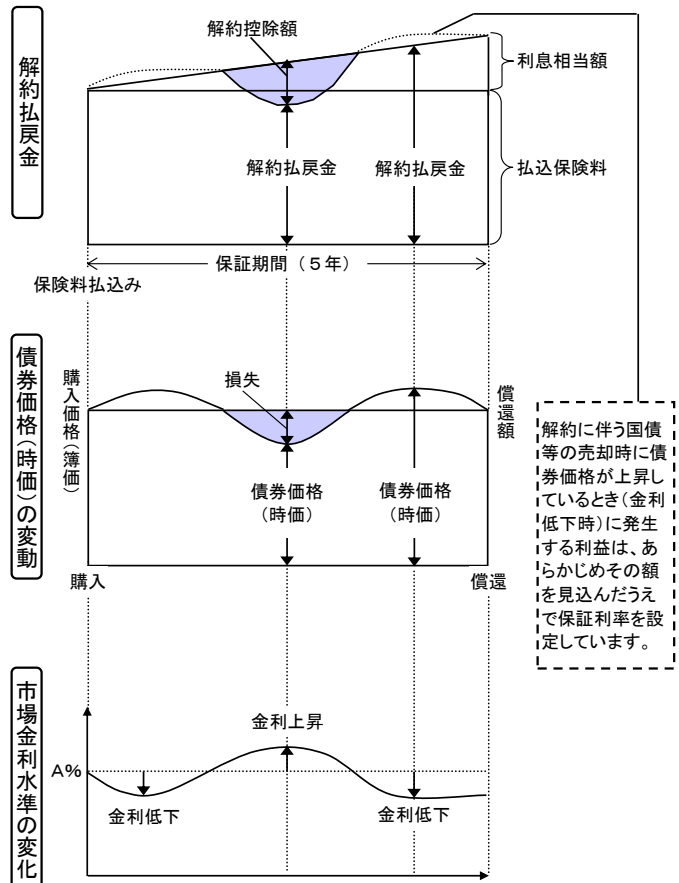 解約払戻金
解約控除額
利息相当額
解約払戻金
解約払戻金
払込保険料
保証期間(5年)
保険料払込み
債券価格(時価)の変動
購入価格(簿価)
損失
償還額
債券価格
(時価)
債券価格
(時価)
購入
償還
解約に伴う国債
等の売却時に債
券価格が上昇し
ているとき(金利
低下時)に発生
する利益は、あ
らかじめその額
を見込んだうえ
で保証利率を設
定しています。
市場金利水準の変化
金利上昇
A%
金利低下
金利低下